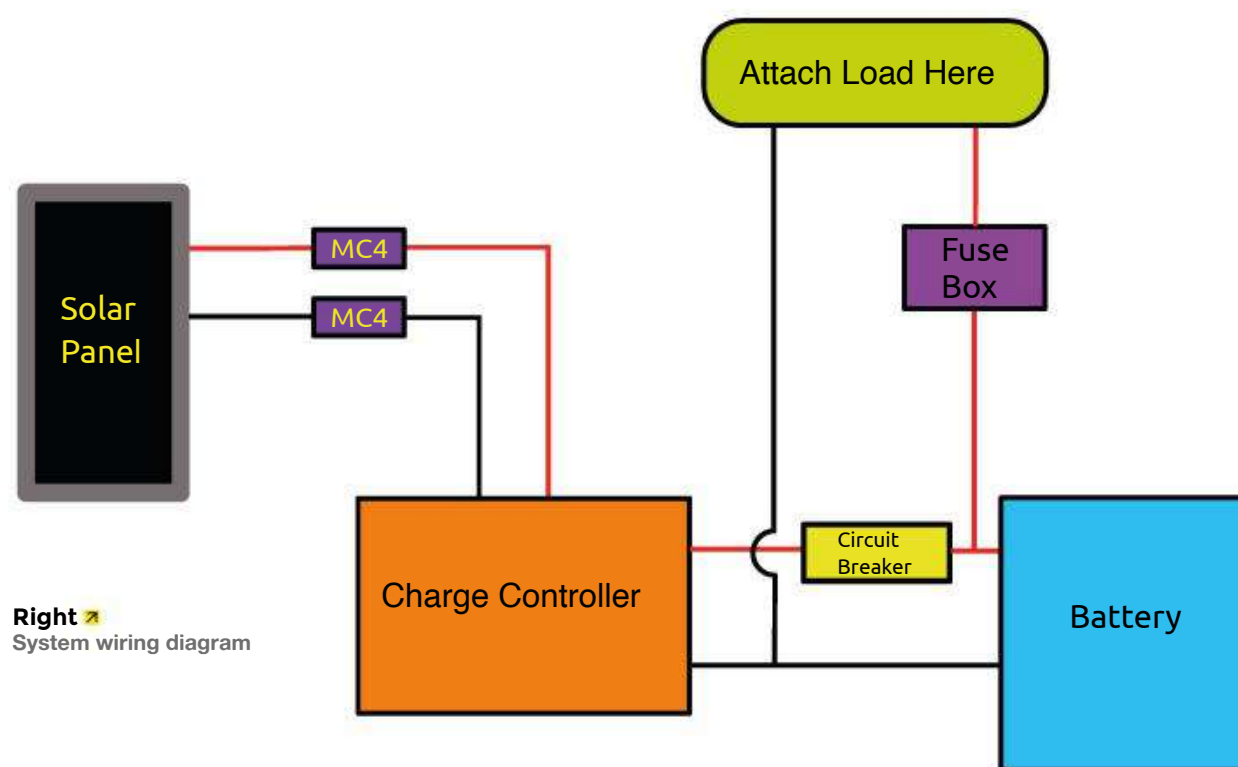 Attach Load Here
MC4
Fuse
Box
MC4
Solar
Panel
Circuit
Breaker
Charge Controller
Battery
Right
System wiring diagram